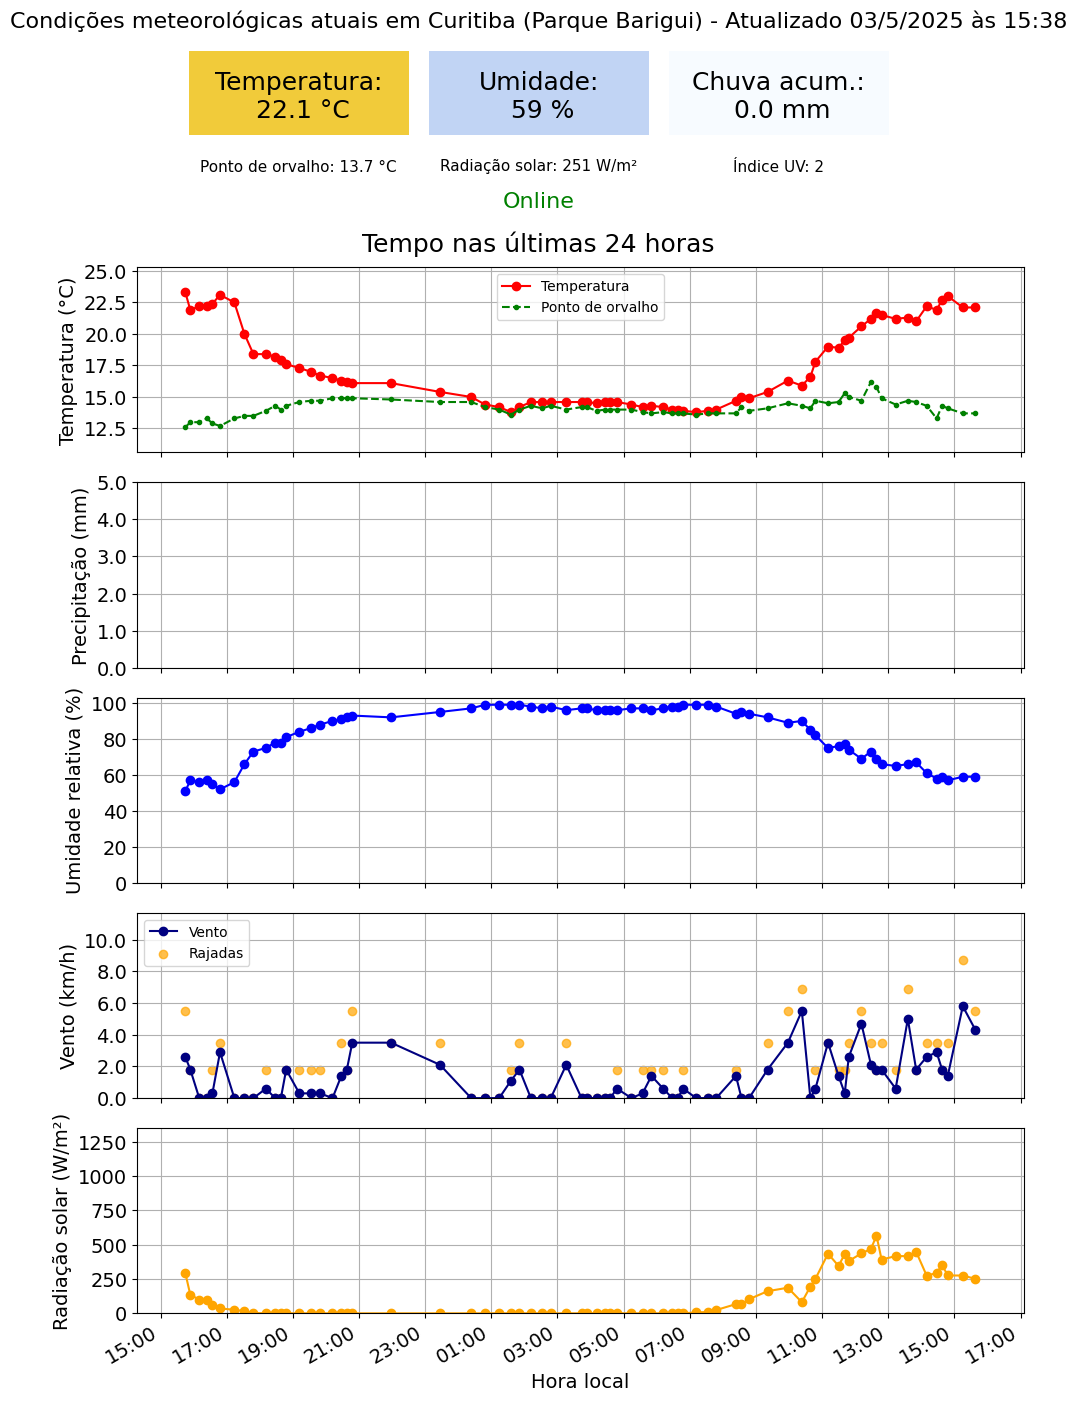 Condições meteorológicas atuais em Curitiba (Parque Barigui) - Atualizado 03/5/2025 às 15:38
Temperatura:
22.1 °C
Umidade:
59 %
Chuva acum.:
0.0 mm
Ponto de orvalho: 13.7 °C
Radiação solar: 251 W/m²
Índice UV: 2
Online
Tempo nas últimas 24 horas
Temperatura (°C)
25.0
22.5
20.0
17.5
15.0
12.5
Temperatura
Ponto de orvalho
Precipitação (mm)
5.0
4.0
3.0
2.0
1.0
0.0
Umidade relativa (%)
100
80
60
40
20
0
Vento (km/h)
10.0
8.0
6.0
4.0
2.0
0.0
Vento
Rajadas
Radiação solar (W/m²)
1250
1000
750
500
250
0
15:00
17:00
19:00
21:00
23:00
01:00
03:00
05:00
07:00
09:00
11:00
13:00
15:00
17:00
Hora local